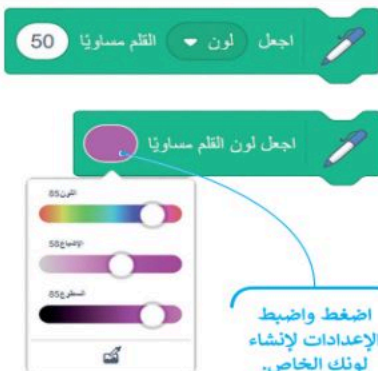 اجعل لون القلم مساويًا 50
اجعل لون القلم مساويًا
اللون 85
الإشباع 58
السطوع 85
اضغط واضبط
الإعدادات لإنشاء
لونك الخاص.